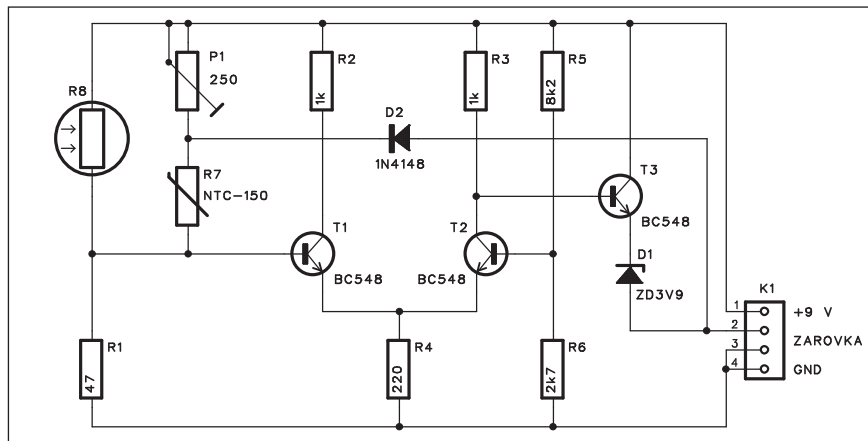 P1
250
R2
1k
R3
1k
R5
8k2
R8
D2
1N4148
R7
NTC-150
T3
BC548
T1
BC548
T2
BC548
D1
ZD3V9
K1
1
+9 V
2
ZAROVKA
3
4
GND
R1
47
R4
220
R6
2k7